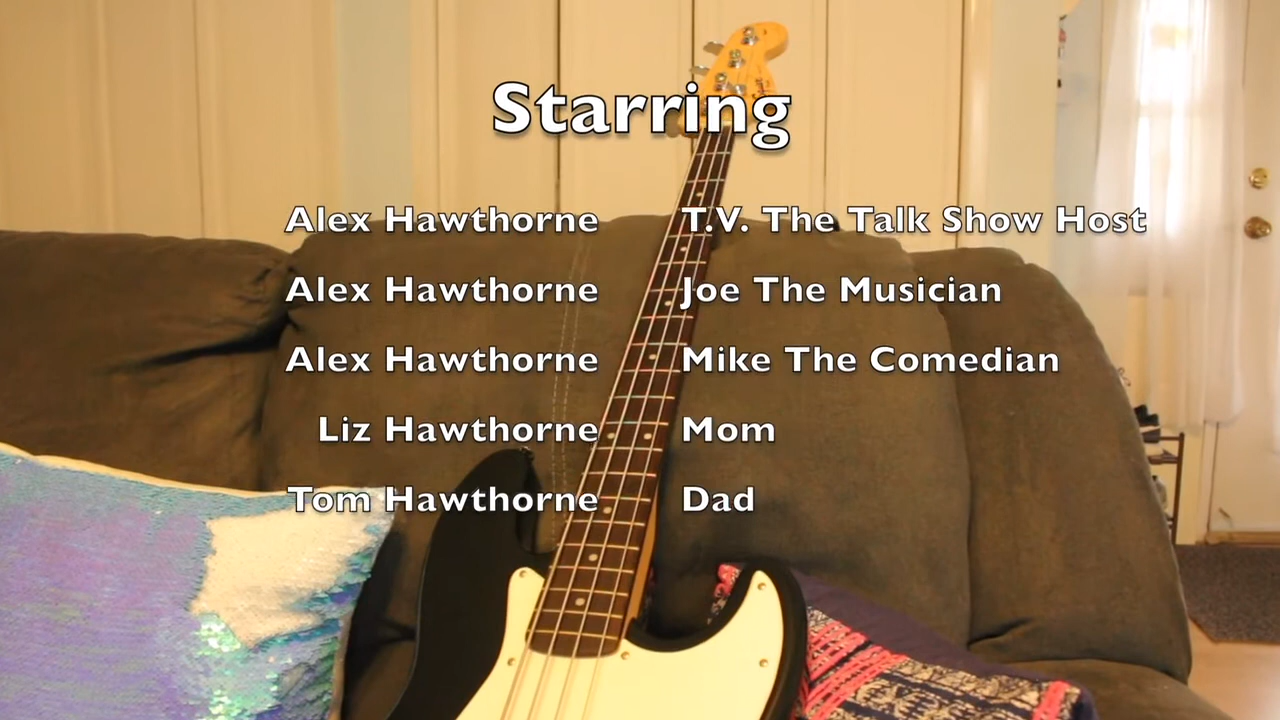 Starring
Alex Hawthorne T.V. The Talk Show Host
Alex Hawthorne Joe The Musician
Alex Hawthorne Mike The Comedian
Liz Hawthorne Mom
Tom Hawthorne Dad